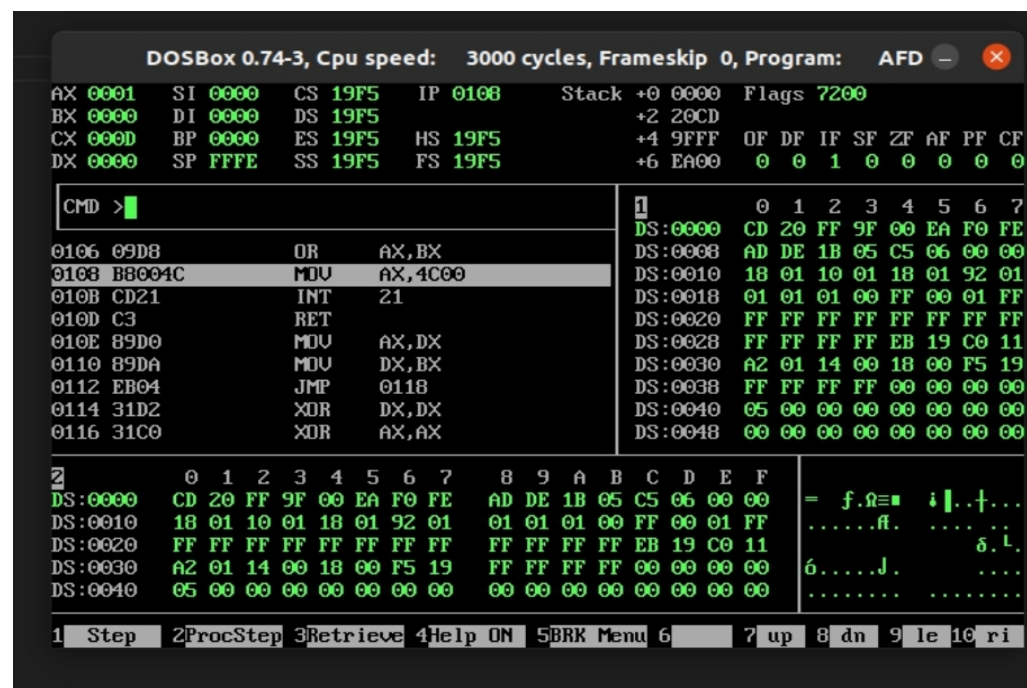 DOSBox 0.74-3, Cpu speed: 3000 cycles, Frameskip 0, Program: AFD
AX 0001 SI 0000 CS 19F5 IP 0108 Stack +0 0000 Flags 7200
BX 0000 DI 0000 DS 19F5 +2 20CD
CX 000D BP 0000 ES 19F5 HS 19F5 +4 9FFF OF DF IF SF ZF AF PF CF
DX 0000 SP FFFE SS 19F5 FS 19F5 +6 EA00 0 0 1 0 0 0 0 0
CMD >
0106 09D8 OR AX,BX
0108 B8004C MOV AX,4C00
010B CD21 INT 21
010D C3 RET
010E 89D0 MOV AX,DX
0110 89DA MOV DX,BX
0112 EB04 JMP 0118
0114 31D2 XOR DX,DX
0116 31C0 XOR AX,AX
1 0 1 2 3 4 5 6 7
DS:0000 CD 20 FF 9F 00 EA F0 FE
DS:0008 AD DE 1B 05 C5 06 00 00
DS:0010 18 01 10 01 18 01 92 01
DS:0018 01 01 01 00 FF 00 01 FF
DS:0020 FF FF FF FF FF FF FF FF
DS:0028 FF FF FF FF EB 19 C0 11
DS:0030 A2 01 14 00 18 00 F5 19
DS:0038 FF FF FF FF 00 00 00 00
DS:0040 05 00 00 00 00 00 00 00
DS:0048 00 00 00 00 00 00 00 00
2 0 1 2 3 4 5 6 7 8 9 A B C D E F
DS:0000 CD 20 FF 9F 00 EA F0 FE AD DE 1B 05 C5 06 00 00 = ƒ.Ω≡■ ¡▐..┼...
DS:0010 18 01 10 01 18 01 92 01 01 01 01 00 FF 00 01 FF
DS:0020 FF FF FF FF FF FF FF FF FF FF FF FF EB 19 C0 11 δ.└.
DS:0030 A2 01 14 00 18 00 F5 19 FF FF FF FF 00 00 00 00 ó.....⌡. ....
DS:0040 05 00 00 00 00 00 00 00 00 00 00 00 00 00 00 00 ........ ........
1 Step 2ProcStep 3Retrieve 4Help ON 5BRK Menu 6 7 up 8 dn 9 le 10 ri